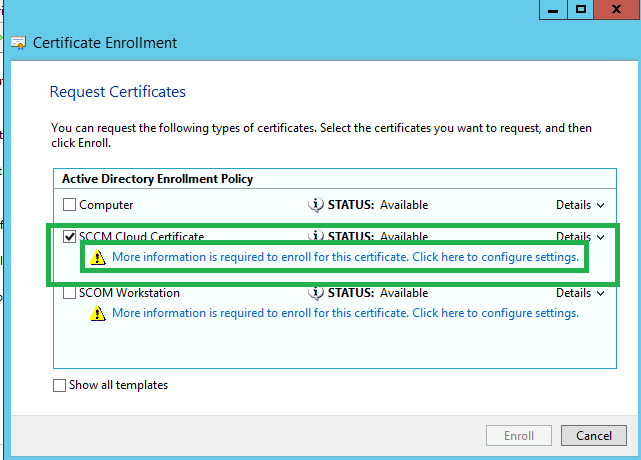 Certificate Enrollment
Request Certificates
You can request the following types of certificates. Select the certificates you want to request, and then
click Enroll.
Active Directory Enrollment Policy
Computer STATUS: Available Details
SCCM Cloud Certificate STATUS: Available Details
More information is required to enroll for this certificate. Click here to configure settings.
SCOM Workstation STATUS: Available Details
More information is required to enroll for this certificate. Click here to configure settings.
Show all templates
Enroll Cancel